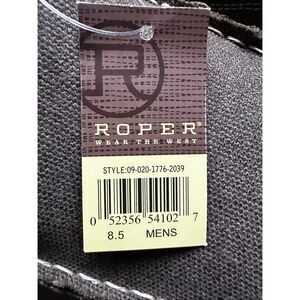 R
ROPER®
WEAR THE WEST
STYLE:09-020-1776-2039
0 52356 54102 7
8.5 MENS